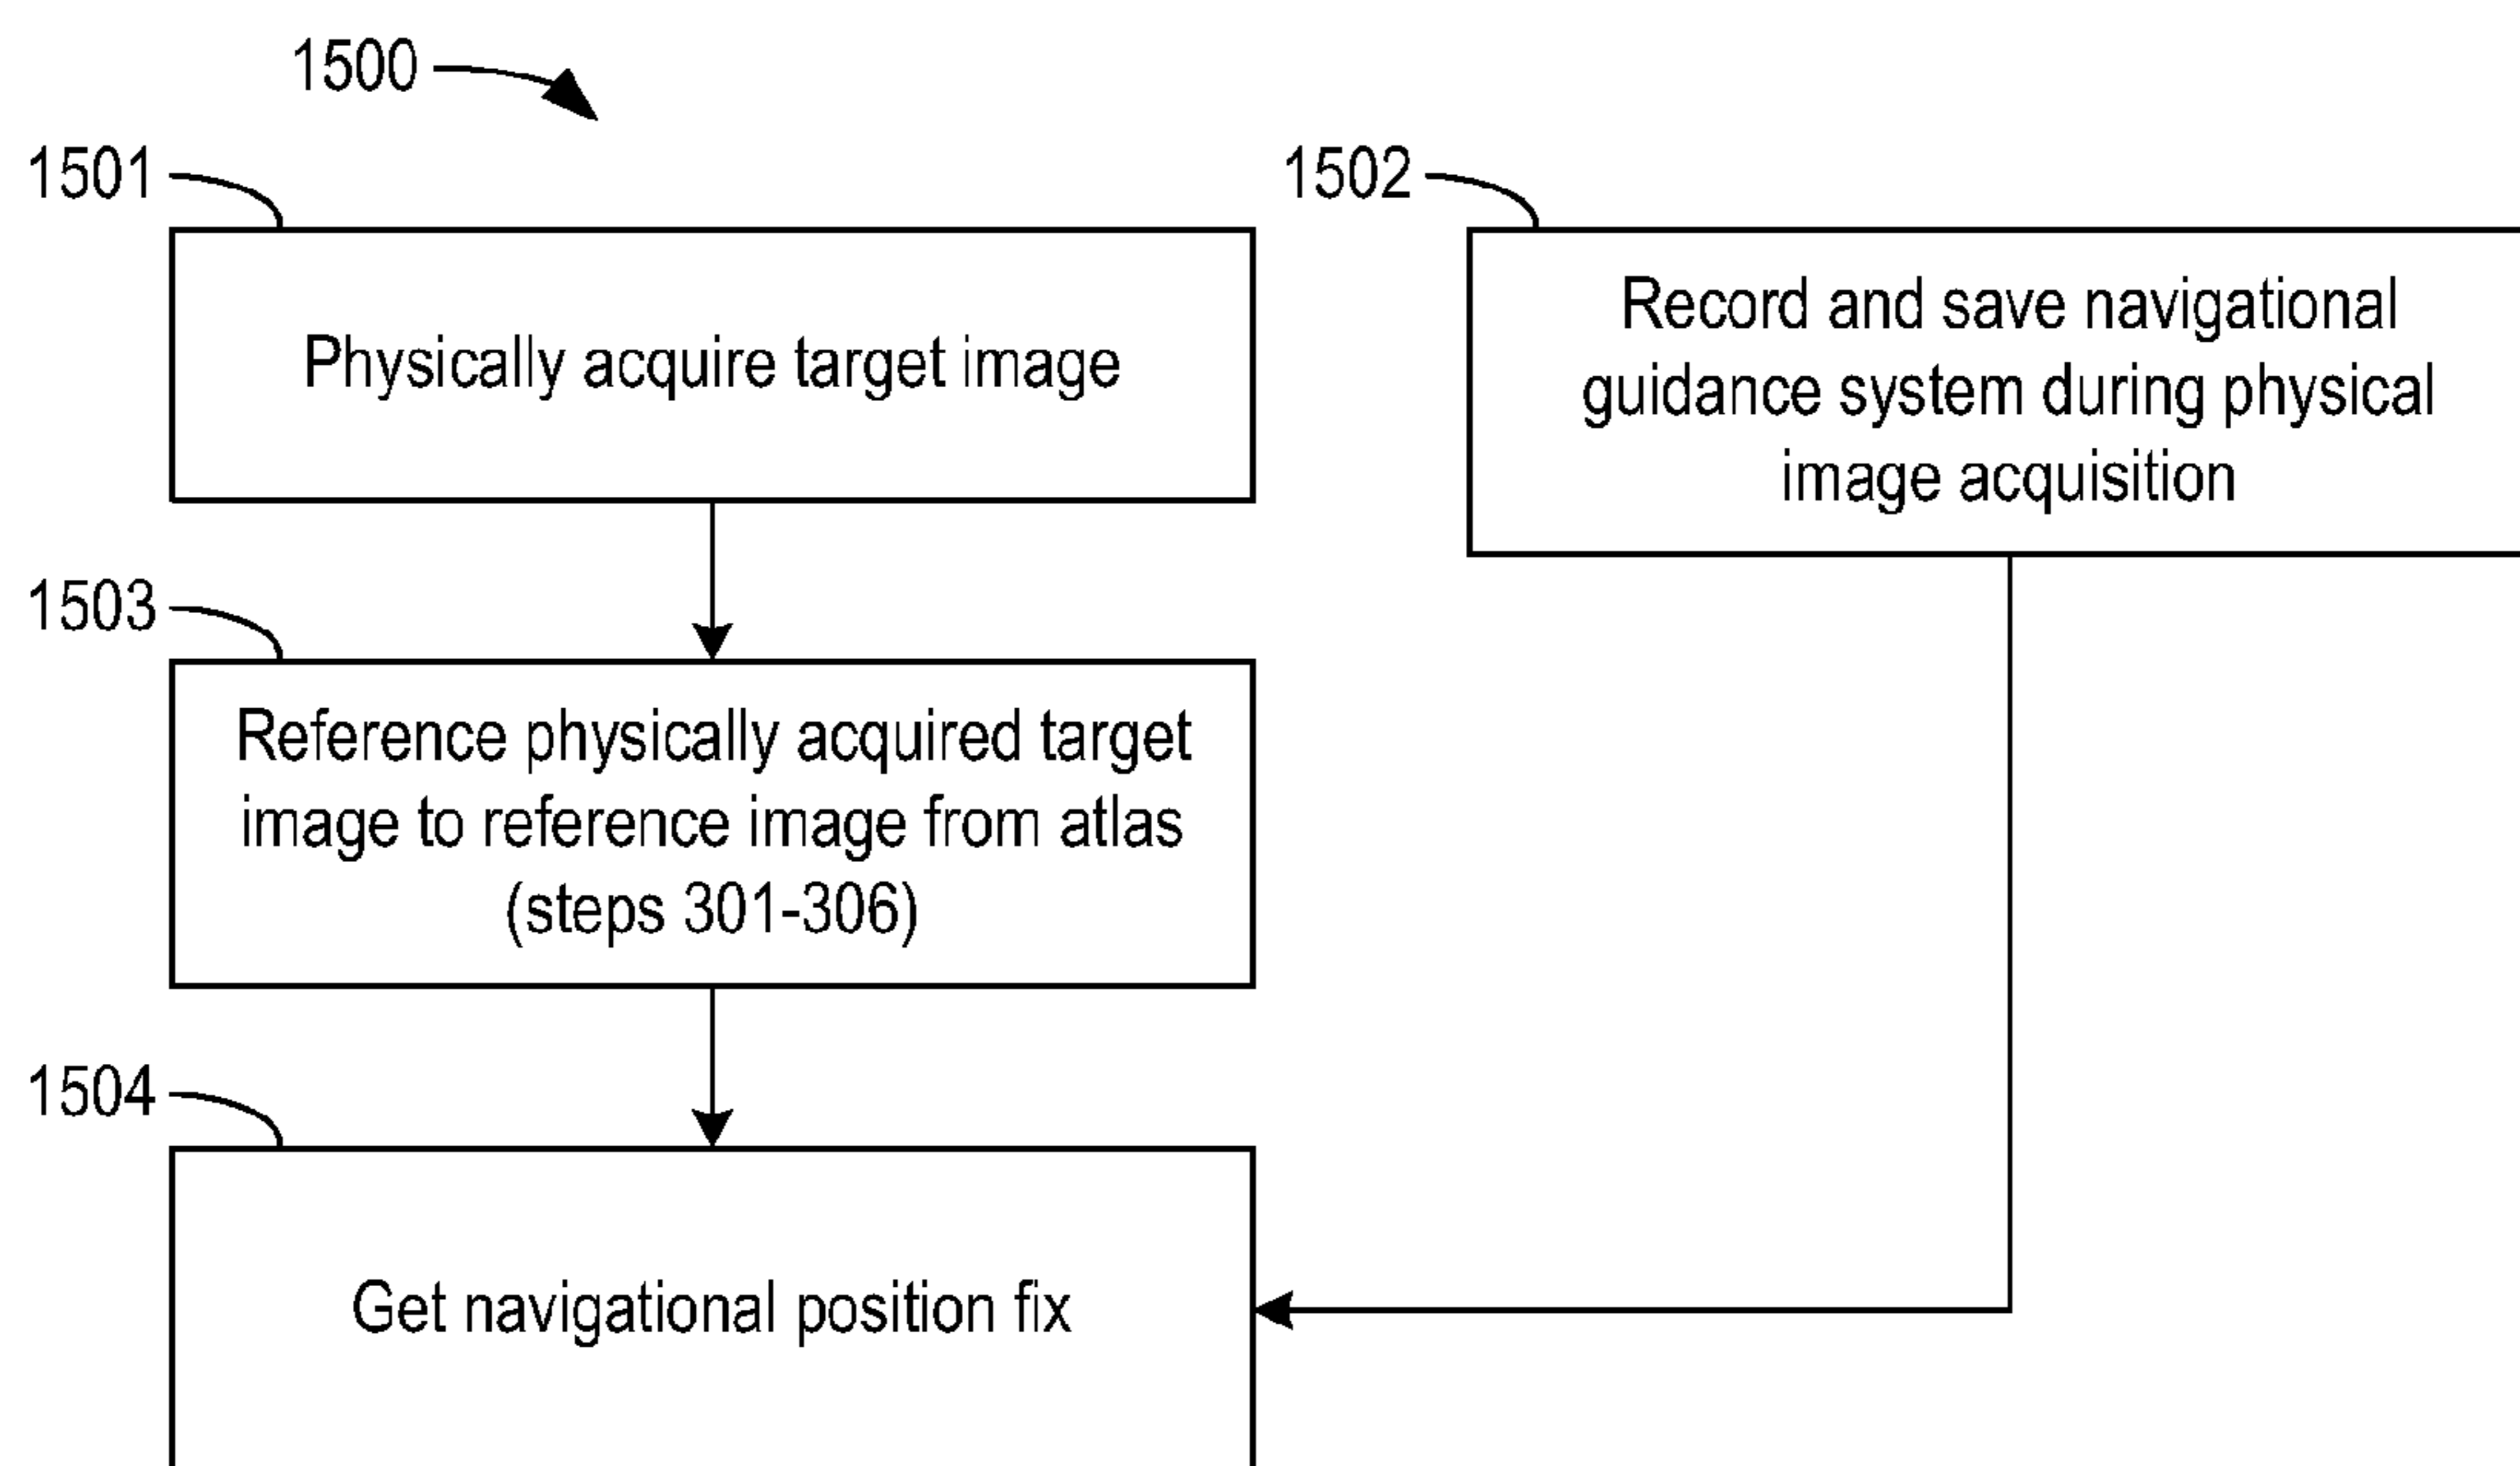 1500
1501
Physically acquire target image
1502
Record and save navigational
guidance system during physical
image acquisition
1503
Reference physically acquired target
image to reference image from atlas
(steps 301-306)
1504
Get navigational position fix